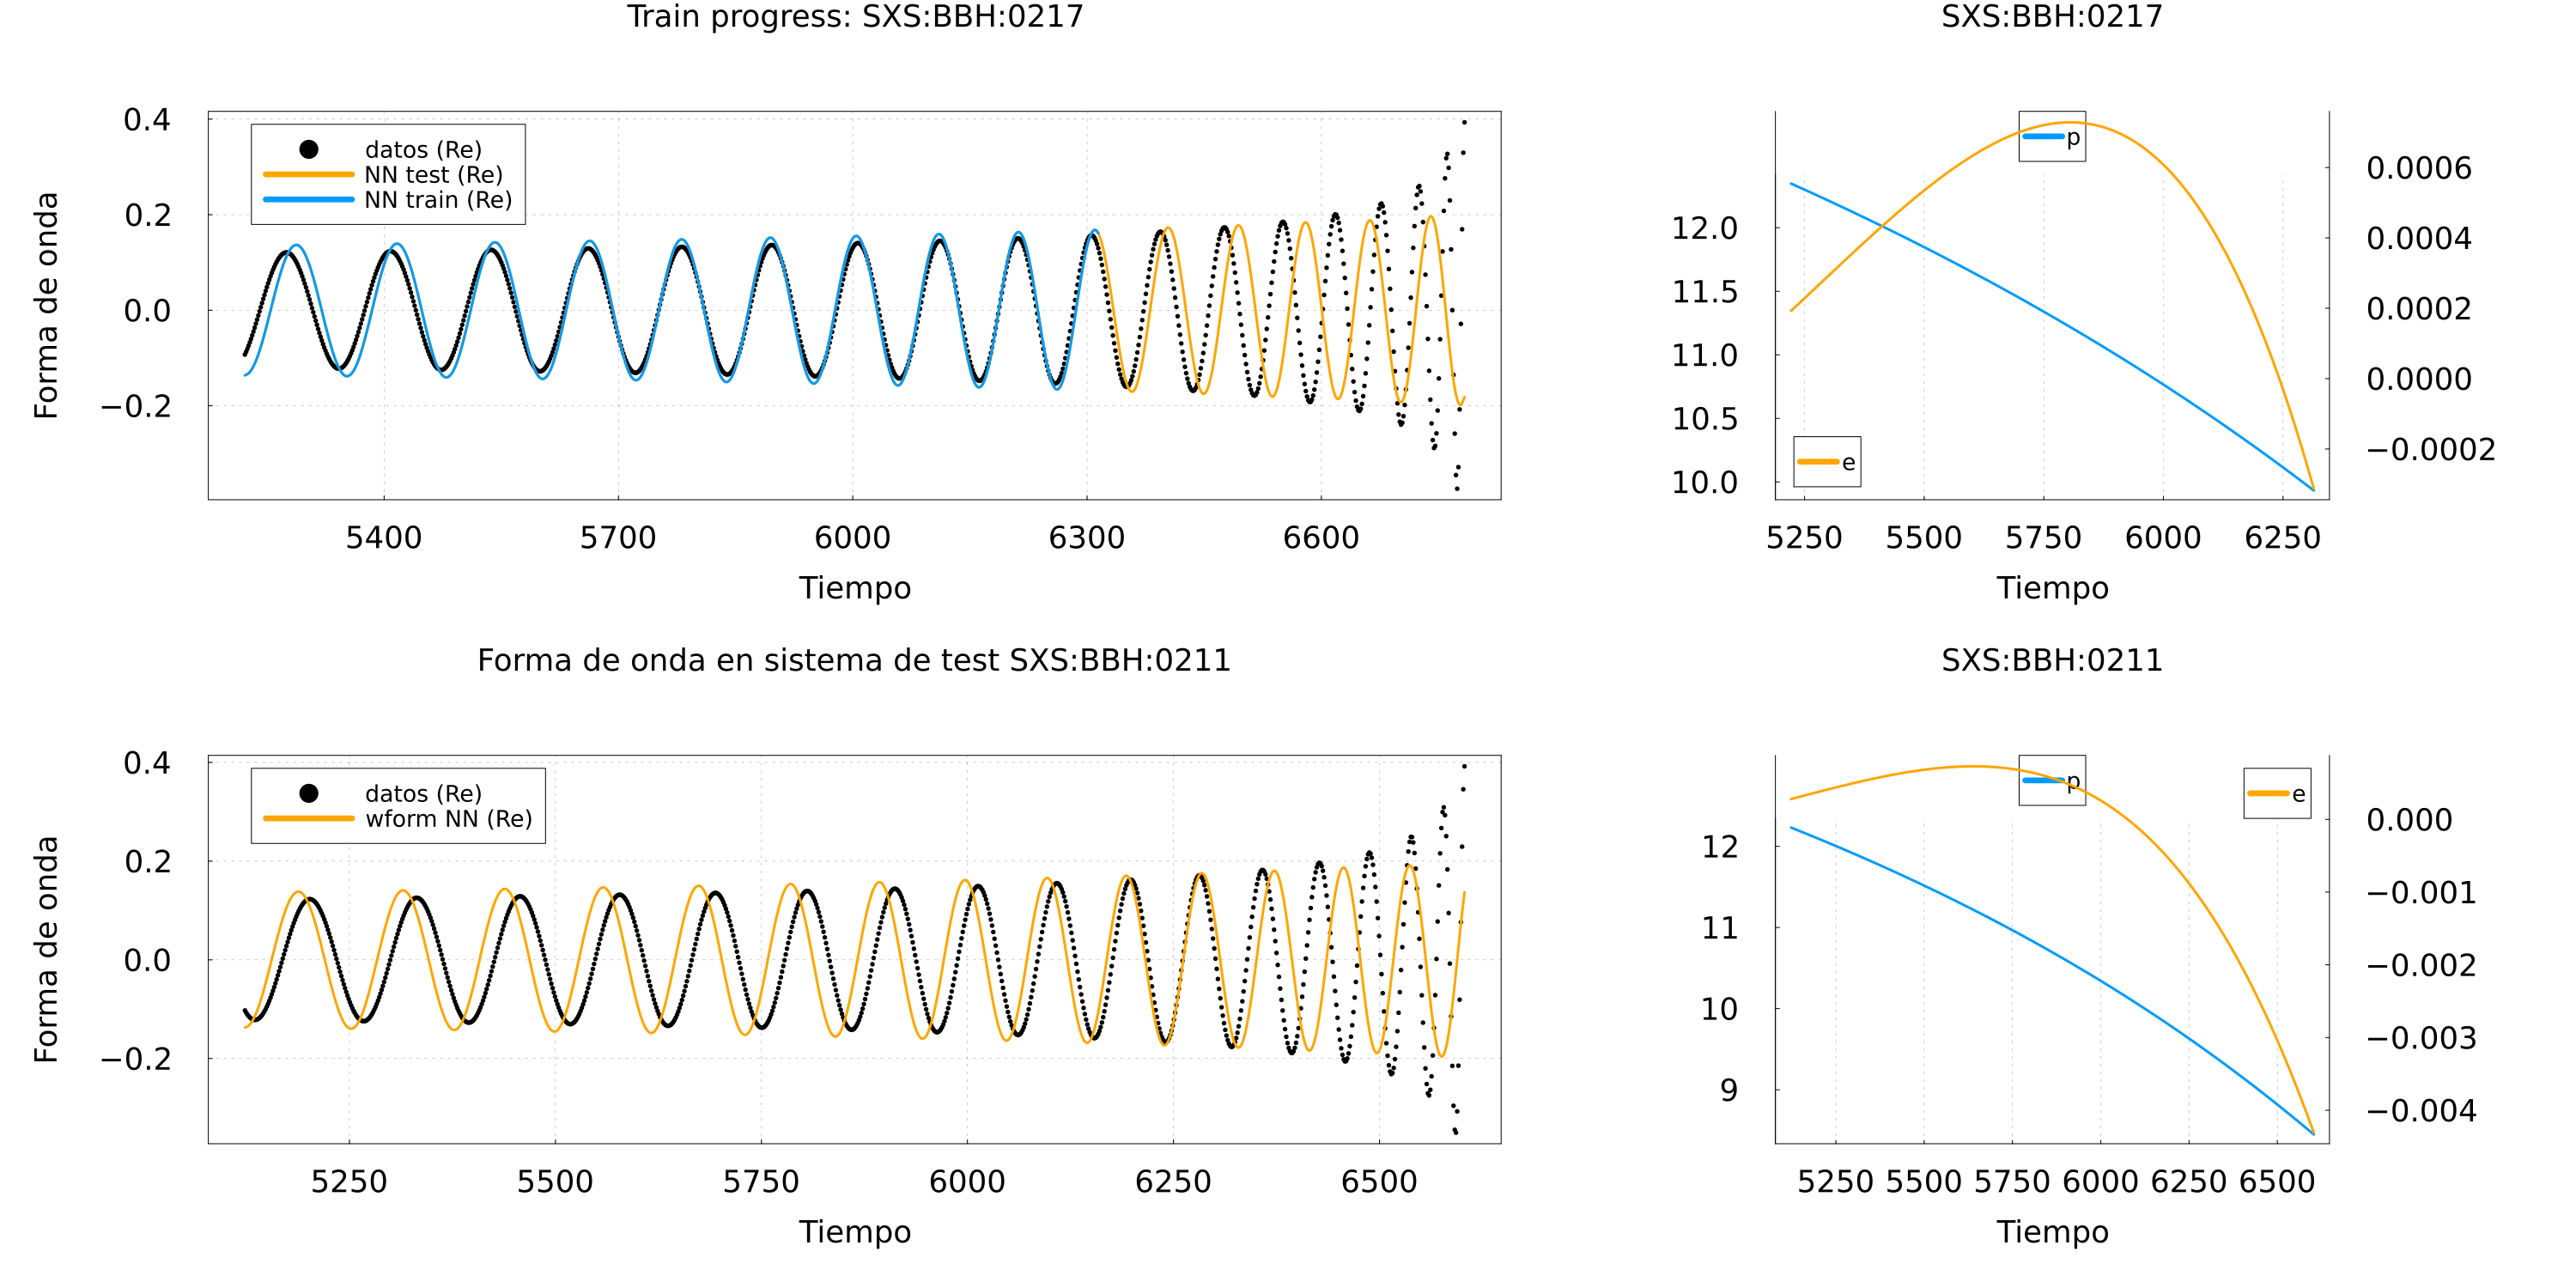 Train progress: SXS:BBH:0217
Forma de onda
0.4
0.2
0.0
−0.2
datos (Re)
NN test (Re)
NN train (Re)
5400 5700 6000 6300 6600
Tiempo
SXS:BBH:0217
12.0
11.5
11.0
10.5
10.0
p
e
0.0006
0.0004
0.0002
0.0000
−0.0002
5250 5500 5750 6000 6250
Tiempo
Forma de onda en sistema de test SXS:BBH:0211
Forma de onda
0.4
0.2
0.0
−0.2
datos (Re)
wform NN (Re)
5250 5500 5750 6000 6250 6500
Tiempo
SXS:BBH:0211
12
11
10
9
p
e
0.000
−0.001
−0.002
−0.003
−0.004
5250 5500 5750 6000 6250 6500
Tiempo